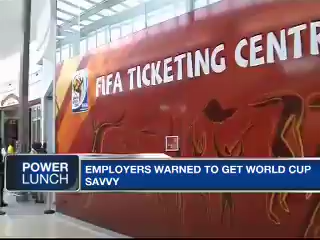 FIFA TICKETING CENTR
POWER
LUNCH
EMPLOYERS WARNED TO GET WORLD CUP
SAVVY